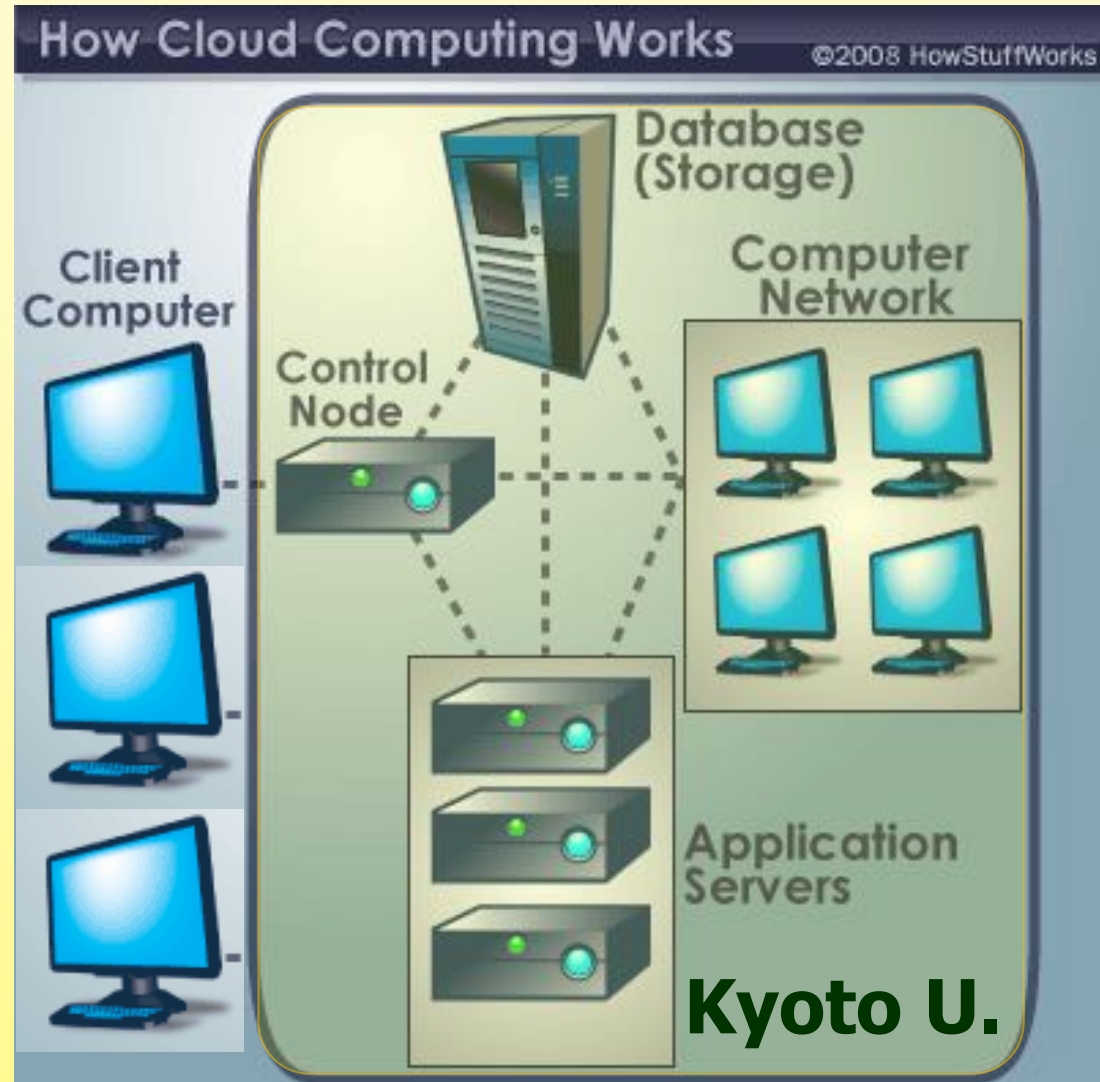 How Cloud Computing Works
©2008 HowStuffWorks
Database
(Storage)
Client
Computer
Computer
Network
Control
Node
Application
Servers
Kyoto U.